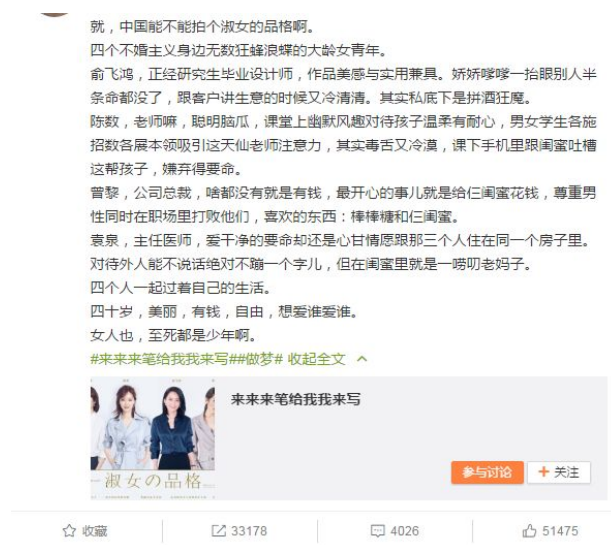 就，中国能不能拍个淑女的品格啊。
四个不婚主义身边无数狂蜂浪蝶的大龄女青年。
俞飞鸿，正经研究生毕业设计师，作品美感与实用兼具。娇娇嗲嗲一抬眼别人半
条命都没了，跟客户讲生意的时候又冷清清。其实私底下是拼酒狂魔。
陈数，老师嘛，聪明脑瓜，课堂上幽默风趣对待孩子温柔有耐心，男女学生各施
招数各展本领吸引这天仙老师注意力，其实毒舌又冷漠，课下手机里跟闺蜜吐槽
这帮孩子，嫌弃得要命。
曾黎，公司总裁，啥都没有就是有钱，最开心的事儿就是给仨闺蜜花钱，尊重男
性同时在职场里打败他们，喜欢的东西：棒棒糖和仨闺蜜。
袁泉，主任医师，爱干净的要命却还是心甘情愿跟那三个人住在同一个房子里。
对待外人能不说话绝对不蹦一个字儿，但在闺蜜里就是一唠叨老妈子。
四个人一起过着自己的生活。
四十岁，美丽，有钱，自由，想爱谁爱谁。
女人也，至死都是少年啊。
#来来来笔给我我来写##做梦# 收起全文
来来来笔给我我来写
淑女の品格
参与讨论 + 关注
收藏 33178 4026 51475